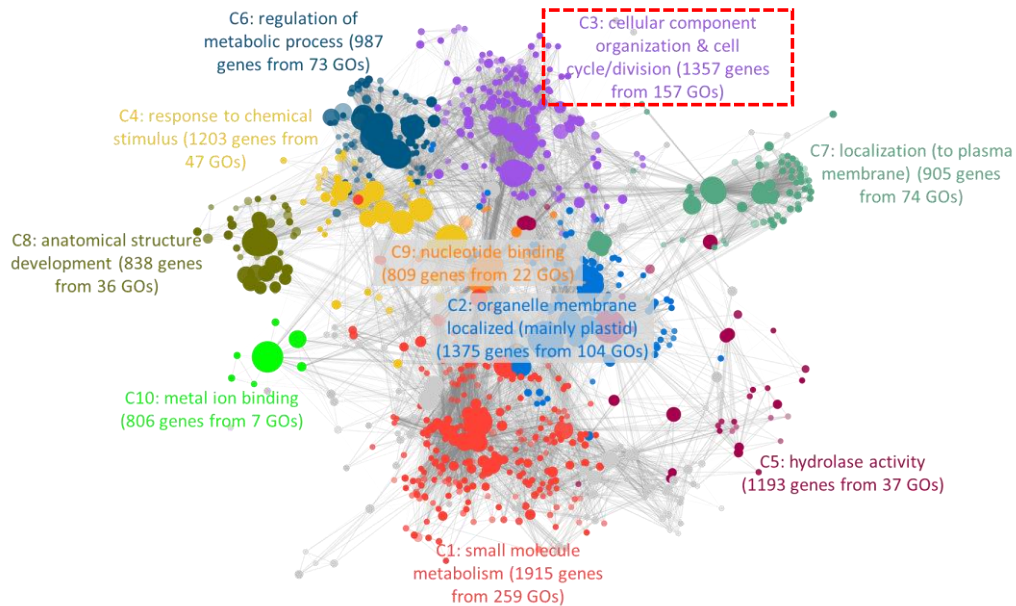 C6: regulation of
metabolic process (987
genes from 73 GOs)
C3: cellular component
organization & cell
cycle/division (1357 genes
from 157 GOs)
C4: response to chemical
stimulus (1203 genes from
47 GOs)
C7: localization (to plasma
membrane) (905 genes
from 74 GOs)
C8: anatomical structure
development (838 genes
from 36 GOs)
C9: nucleotide binding
(809 genes from 22 GOs)
C2: organelle membrane
localized (mainly plastid)
(1375 genes from 104 GOs)
C10: metal ion binding
(806 genes from 7 GOs)
C5: hydrolase activity
(1193 genes from 37 GOs)
C1: small molecule
metabolism (1915 genes
from 259 GOs)